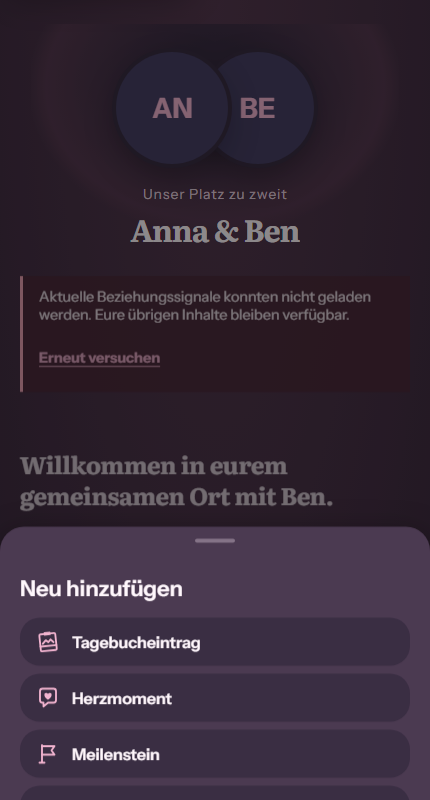 AN BE
Unser Platz zu zweit
Anna & Ben
Aktuelle Beziehungssignale konnten nicht geladen
werden. Eure übrigen Inhalte bleiben verfügbar.
Erneut versuchen
Willkommen in eurem
gemeinsamen Ort mit Ben.
Neu hinzufügen
Tagebucheintrag
Herzmoment
Meilenstein